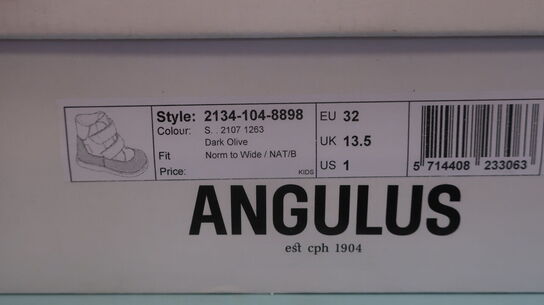 Style: 2134-104-8898
Colour: S. . 2107 1263
Dark Olive
Fit Norm to Wide / NAT/B
Price:
KIDS
EU 32
UK 13.5
US 1
5 714408 233063
ANGULUS
est cph 1904